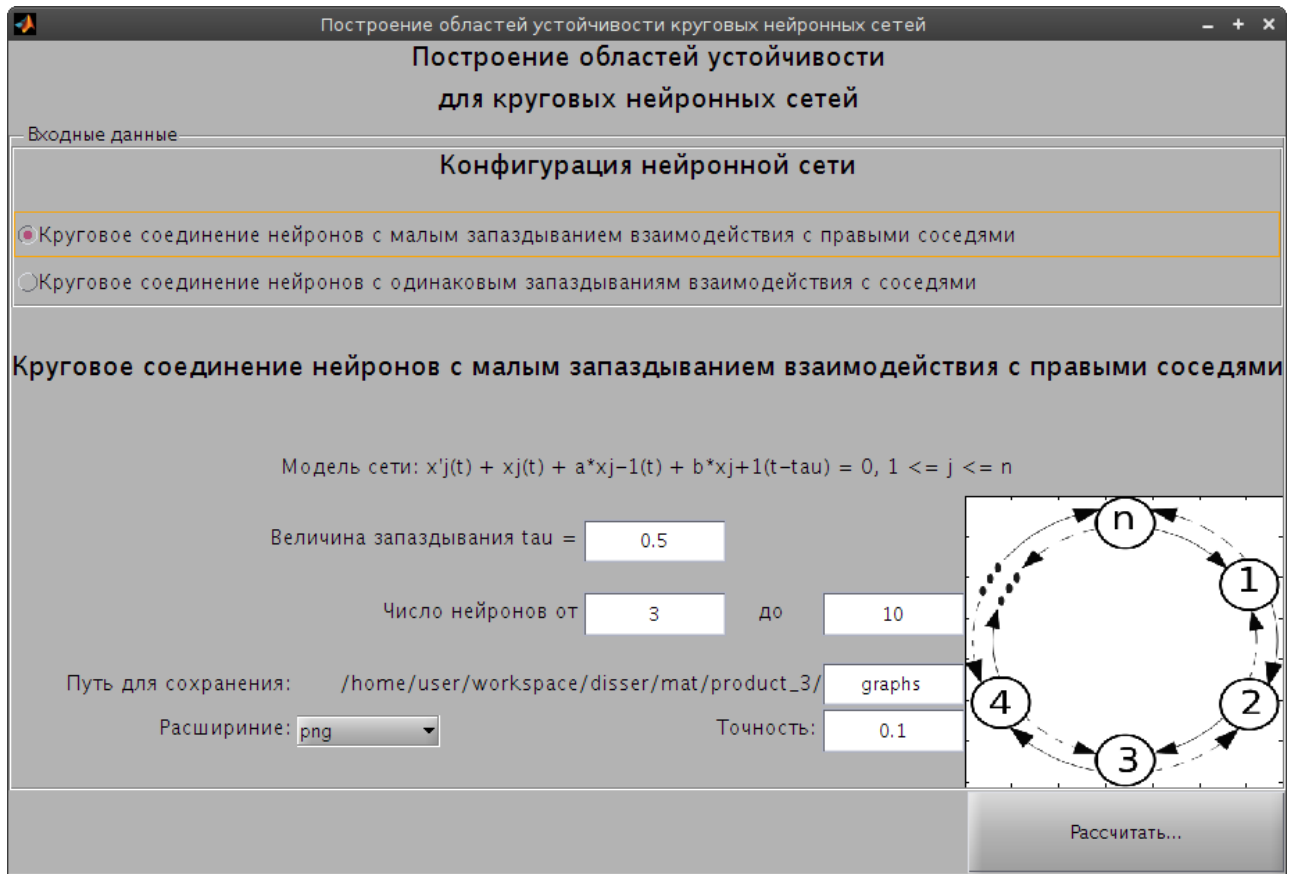 Построение областей устойчивости круговых нейронных сетей
Построение областей устойчивости
для круговых нейронных сетей
Входные данные
Конфигурация нейронной сети
Круговое соединение нейронов с малым запаздыванием взаимодействия с правыми соседями
Круговое соединение нейронов с одинаковым запаздываниям взаимодействия с соседями
Круговое соединение нейронов с малым запаздыванием взаимодействия с правыми соседями
Модель сети: x'j(t) + xj(t) + a*xj−1(t) + b*xj+1(t−tau) = 0, 1 <= j <= n
Величина запаздывания tau = 0.5
Число нейронов от 3 до 10
Путь для сохранения: /home/user/workspace/disser/mat/product_3/ graphs
Расшириние: png Точность: 0.1
n
1
2
3
4
Рассчитать...